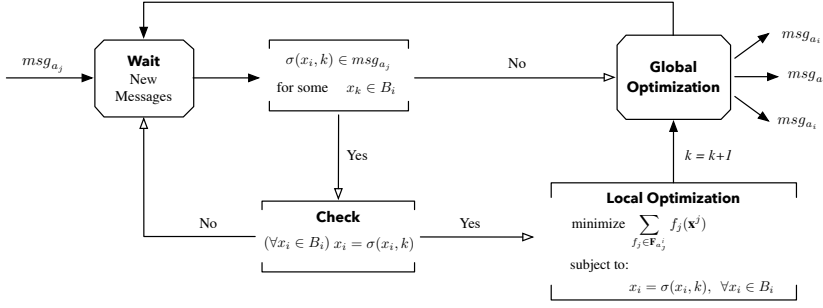 msg_{a_j}
Wait
New
Messages
σ(x_i, k) ∈ msg_{a_j}
for some x_k ∈ B_i
No
Global
Optimization
msg_{a_i}
msg_a
msg_{a_i}
Yes
k = k+1
No
Check
(∀x_i ∈ B_i) x_i = σ(x_i, k)
Yes
Local Optimization
minimize ∑_{f_j∈F_{a_j^i}} f_j(x^j)
subject to:
x_i = σ(x_i, k), ∀x_i ∈ B_i